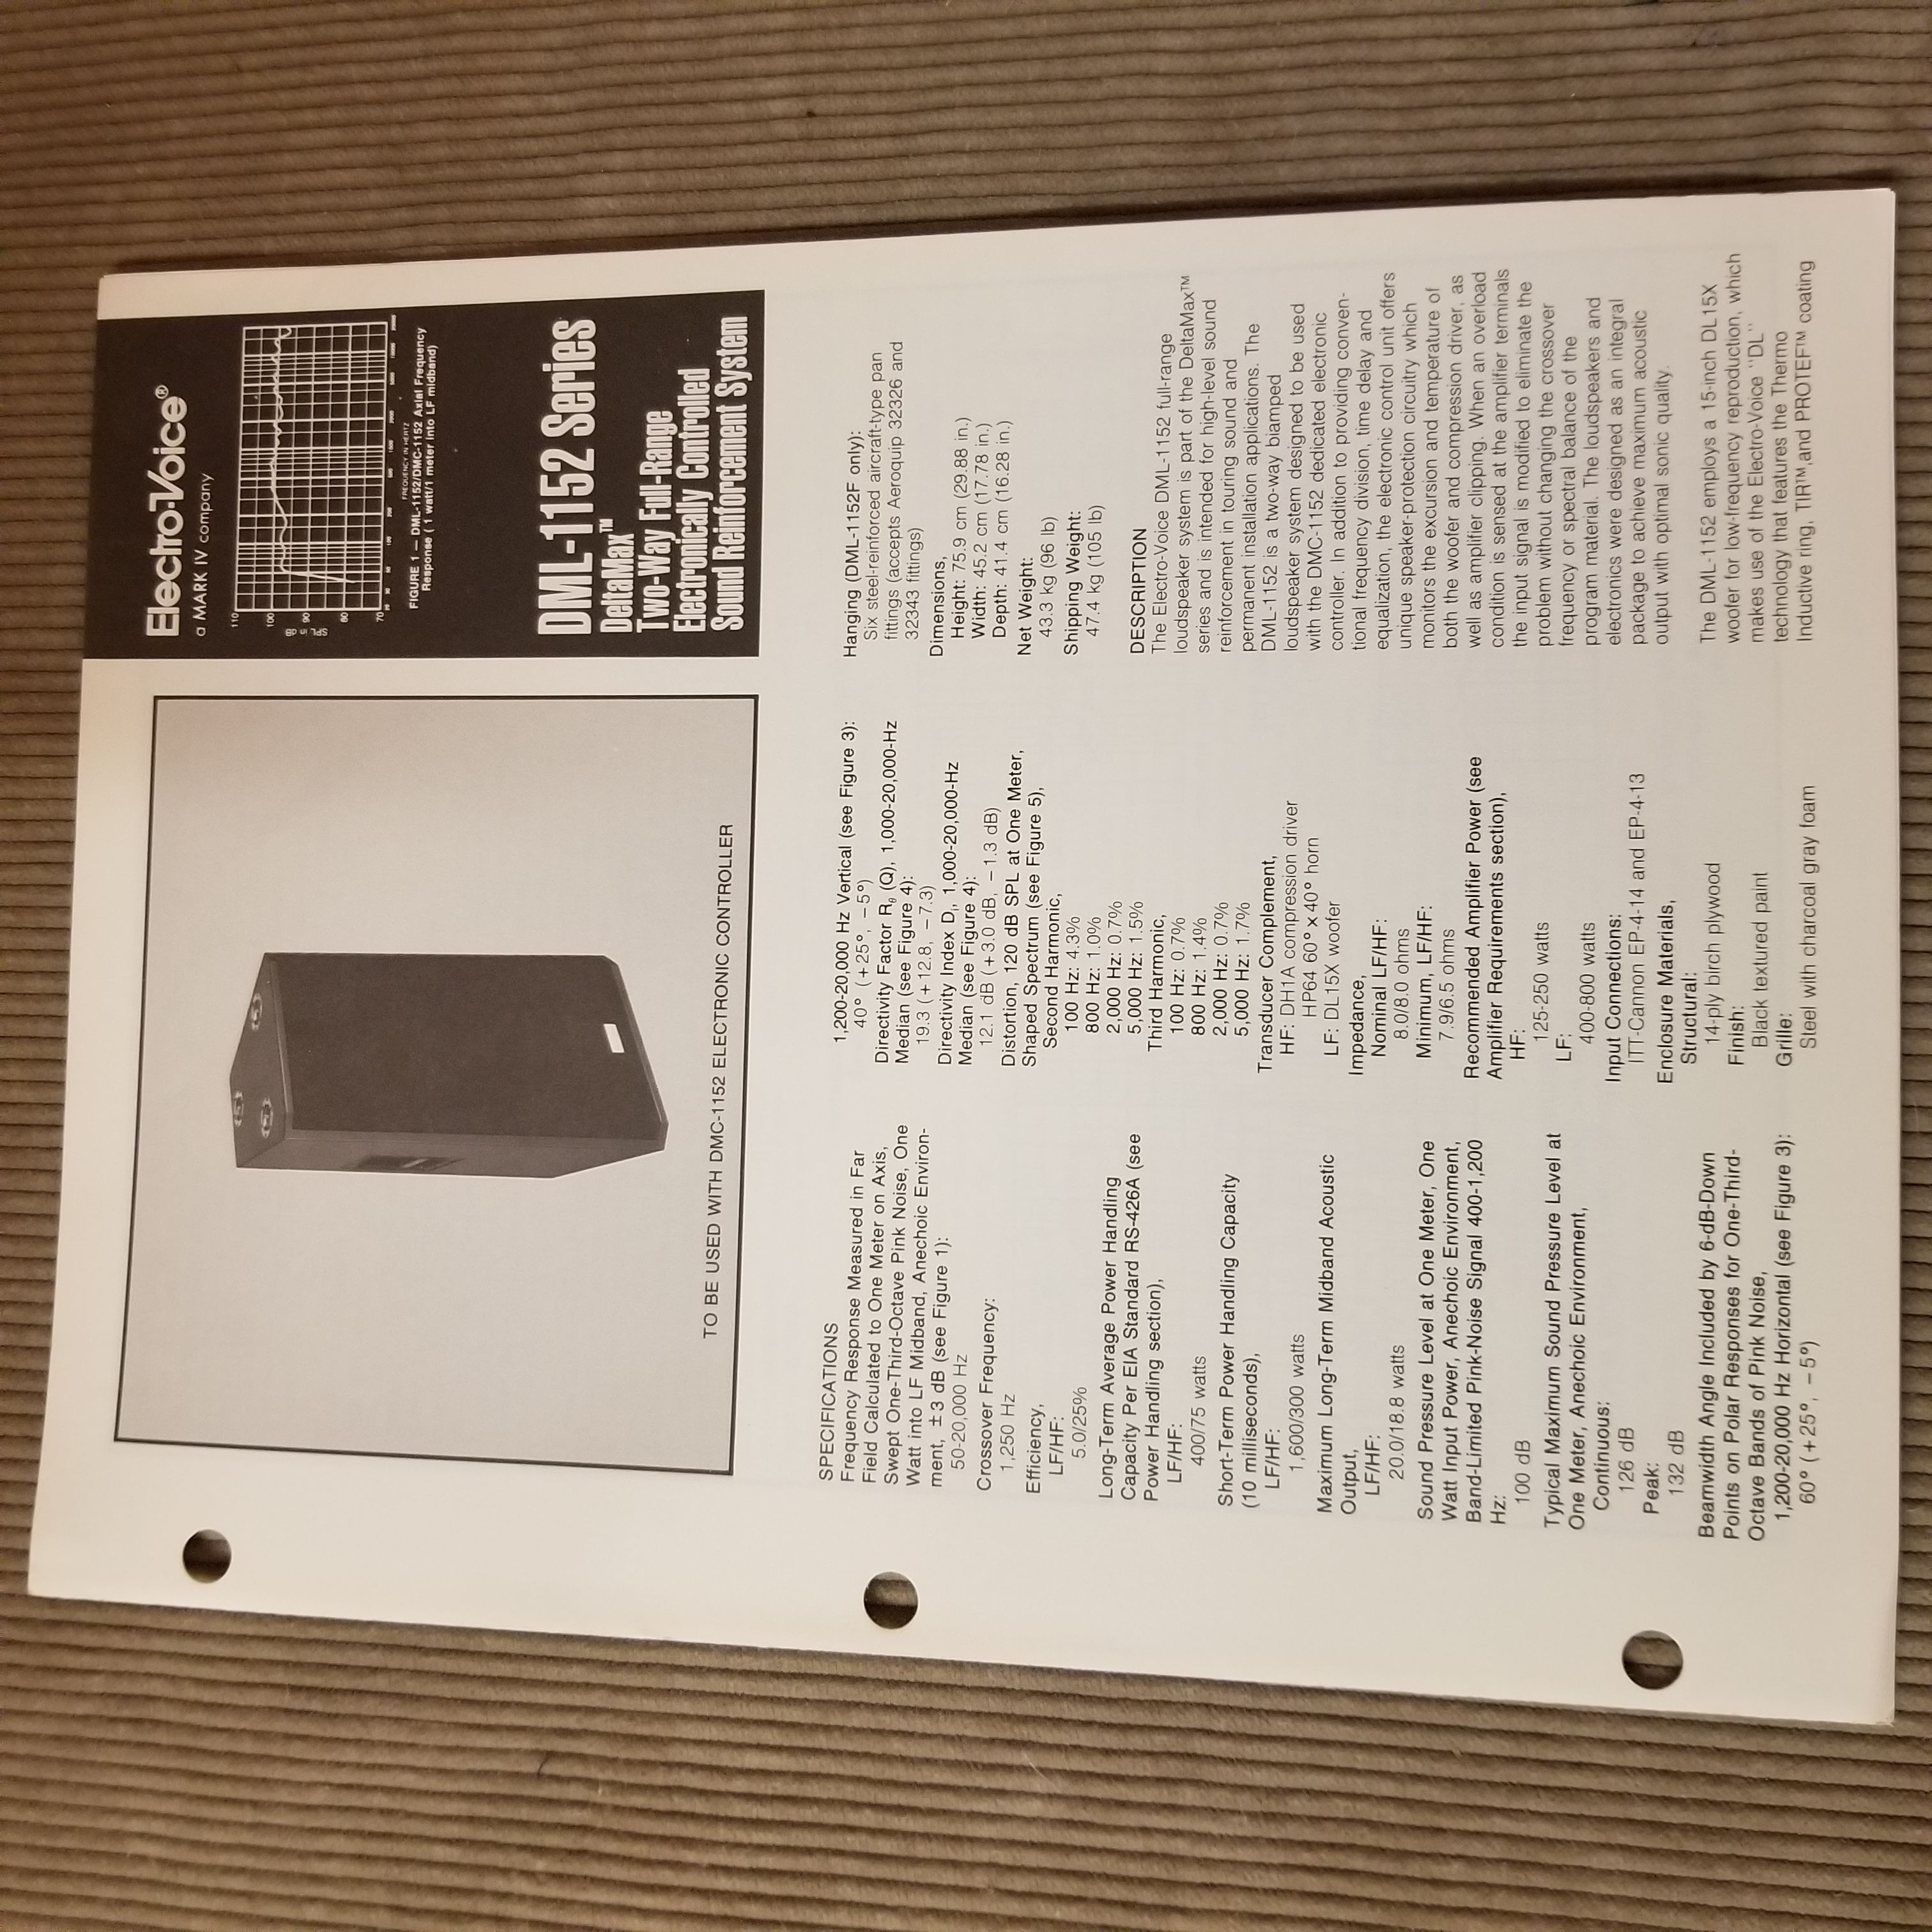 TO BE USED WITH DMC-1152 ELECTRONIC CONTROLLER
Electro-Voice®
a MARK IV company
SPL in dB
110
100
90
80
70
FREQUENCY IN HERTZ
FIGURE 1 — DML-1152/DMC-1152 Axial Frequency
Response ( 1 watt/1 meter into LF midband)
DML-1152 Series
DeltaMax™
Two-Way Full-Range
Electronically Controlled
Sound Reinforcement System
SPECIFICATIONS
Frequency Response Measured in Far
Field Calculated to One Meter on Axis,
Swept One-Third-Octave Pink Noise, One
Watt into LF Midband, Anechoic Environ-
ment, ±3 dB (see Figure 1):
50-20,000 Hz
Crossover Frequency:
1,250 Hz
Efficiency,
LF/HF:
5.0/25%
Long-Term Average Power Handling
Capacity Per EIA Standard RS-426A (see
Power Handling section),
LF/HF:
400/75 watts
Short-Term Power Handling Capacity
(10 milliseconds),
LF/HF:
1,600/300 watts
Maximum Long-Term Midband Acoustic
Output,
LF/HF:
20.0/18.8 watts
Sound Pressure Level at One Meter, One
Watt Input Power, Anechoic Environment,
Band-Limited Pink-Noise Signal 400-1,200
Hz:
100 dB
Typical Maximum Sound Pressure Level at
One Meter, Anechoic Environment,
Continuous:
126 dB
Peak:
132 dB
Beamwidth Angle Included by 6-dB-Down
Points on Polar Responses for One-Third-
Octave Bands of Pink Noise,
1,200-20,000 Hz Horizontal (see Figure 3):
60° (+25°, −5°)
1,200-20,000 Hz Vertical (see Figure 3):
40° (+25°, −5°)
Directivity Factor Rθ (Q), 1,000-20,000-Hz
Median (see Figure 4):
19.3 (+12.8, −7.3)
Directivity Index Di, 1,000-20,000-Hz
Median (see Figure 4):
12.1 dB (+3.0 dB, −1.3 dB)
Distortion, 120 dB SPL at One Meter,
Shaped Spectrum (see Figure 5),
Second Harmonic,
100 Hz: 4.3%
800 Hz: 1.0%
2,000 Hz: 0.7%
5,000 Hz: 1.5%
Third Harmonic,
100 Hz: 0.7%
800 Hz: 1.4%
2,000 Hz: 0.7%
5,000 Hz: 1.7%
Transducer Complement,
HF: DH1A compression driver
HP64 60° x 40° horn
LF: DL15X woofer
Impedance,
Nominal LF/HF:
8.0/8.0 ohms
Minimum, LF/HF:
7.9/6.5 ohms
Recommended Amplifier Power (see
Amplifier Requirements section),
HF:
125-250 watts
LF:
400-800 watts
Input Connections:
ITT-Cannon EP-4-14 and EP-4-13
Enclosure Materials,
Structural:
14-ply birch plywood
Finish:
Black textured paint
Grille:
Steel with charcoal gray foam
Hanging (DML-1152F only):
Six steel-reinforced aircraft-type pan
fittings (accepts Aeroquip 32326 and
32343 fittings)
Dimensions,
Height: 75.9 cm (29.88 in.)
Width: 45.2 cm (17.78 in.)
Depth: 41.4 cm (16.28 in.)
Net Weight:
43.3 kg (96 lb)
Shipping Weight:
47.4 kg (105 lb)
DESCRIPTION
The Electro-Voice DML-1152 full-range
loudspeaker system is part of the DeltaMax™
series and is intended for high-level sound
reinforcement in touring sound and
permanent installation applications. The
DML-1152 is a two-way biamped
loudspeaker system designed to be used
with the DMC-1152 dedicated electronic
controller. In addition to providing conven-
tional frequency division, time delay and
equalization, the electronic control unit offers
unique speaker-protection circuitry which
monitors the excursion and temperature of
both the woofer and compression driver, as
well as amplifier clipping. When an overload
condition is sensed at the amplifier terminals
the input signal is modified to eliminate the
problem without changing the crossover
frequency or spectral balance of the
program material. The loudspeakers and
electronics were designed as an integral
package to achieve maximum acoustic
output with optimal sonic quality.
The DML-1152 employs a 15-inch DL15X
woofer for low-frequency reproduction, which
makes use of the Electro-Voice "DL"
technology that features the Thermo
Inductive ring, TIR™,and PROTEF™ coating